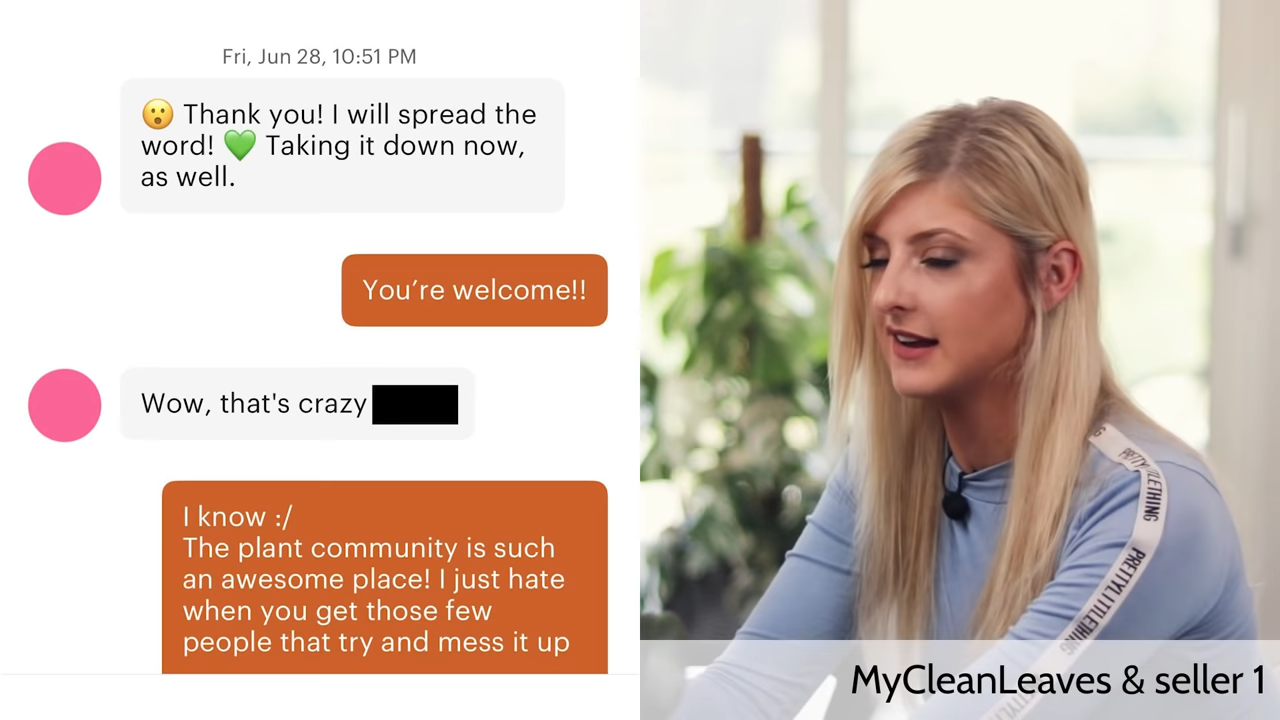 Fri, Jun 28, 10:51 PM
😮 Thank you! I will spread the
word! 💚 Taking it down now,
as well.
You’re welcome!!
Wow, that's crazy
I know :/
The plant community is such
an awesome place! I just hate
when you get those few
people that try and mess it up
PRETTYLITTLETHING
PRETTYLITTLETHING
MyCleanLeaves & seller 1